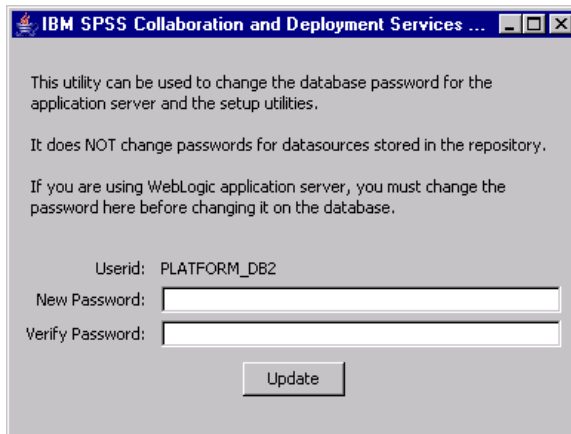 IBM SPSS Collaboration and Deployment Services ...
This utility can be used to change the database password for the
application server and the setup utilities.
It does NOT change passwords for datasources stored in the repository.
If you are using WebLogic application server, you must change the
password here before changing it on the database.
Userid: PLATFORM_DB2
New Password:
Verify Password:
Update